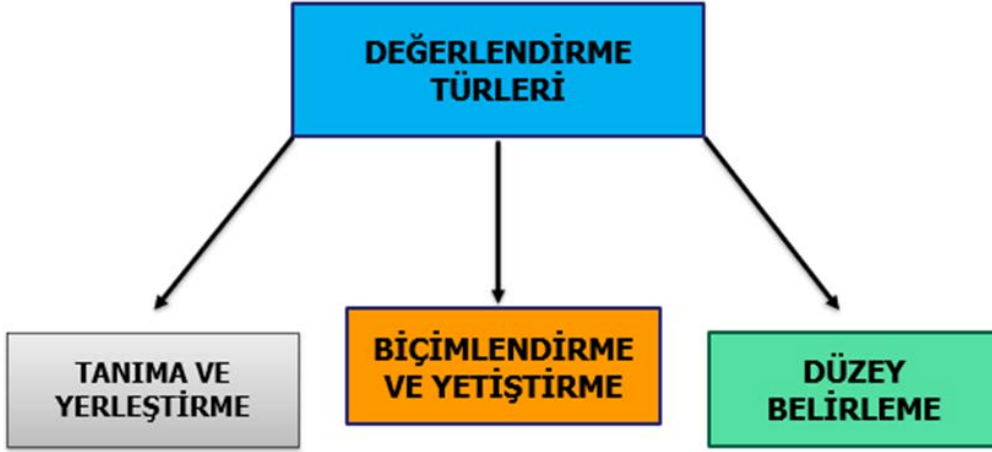 DEĞERLENDİRME
TÜRLERİ
TANIMA VE
YERLEŞTİRME
BİÇİMLENDİRME
VE YETİŞTİRME
DÜZEY
BELİRLEME